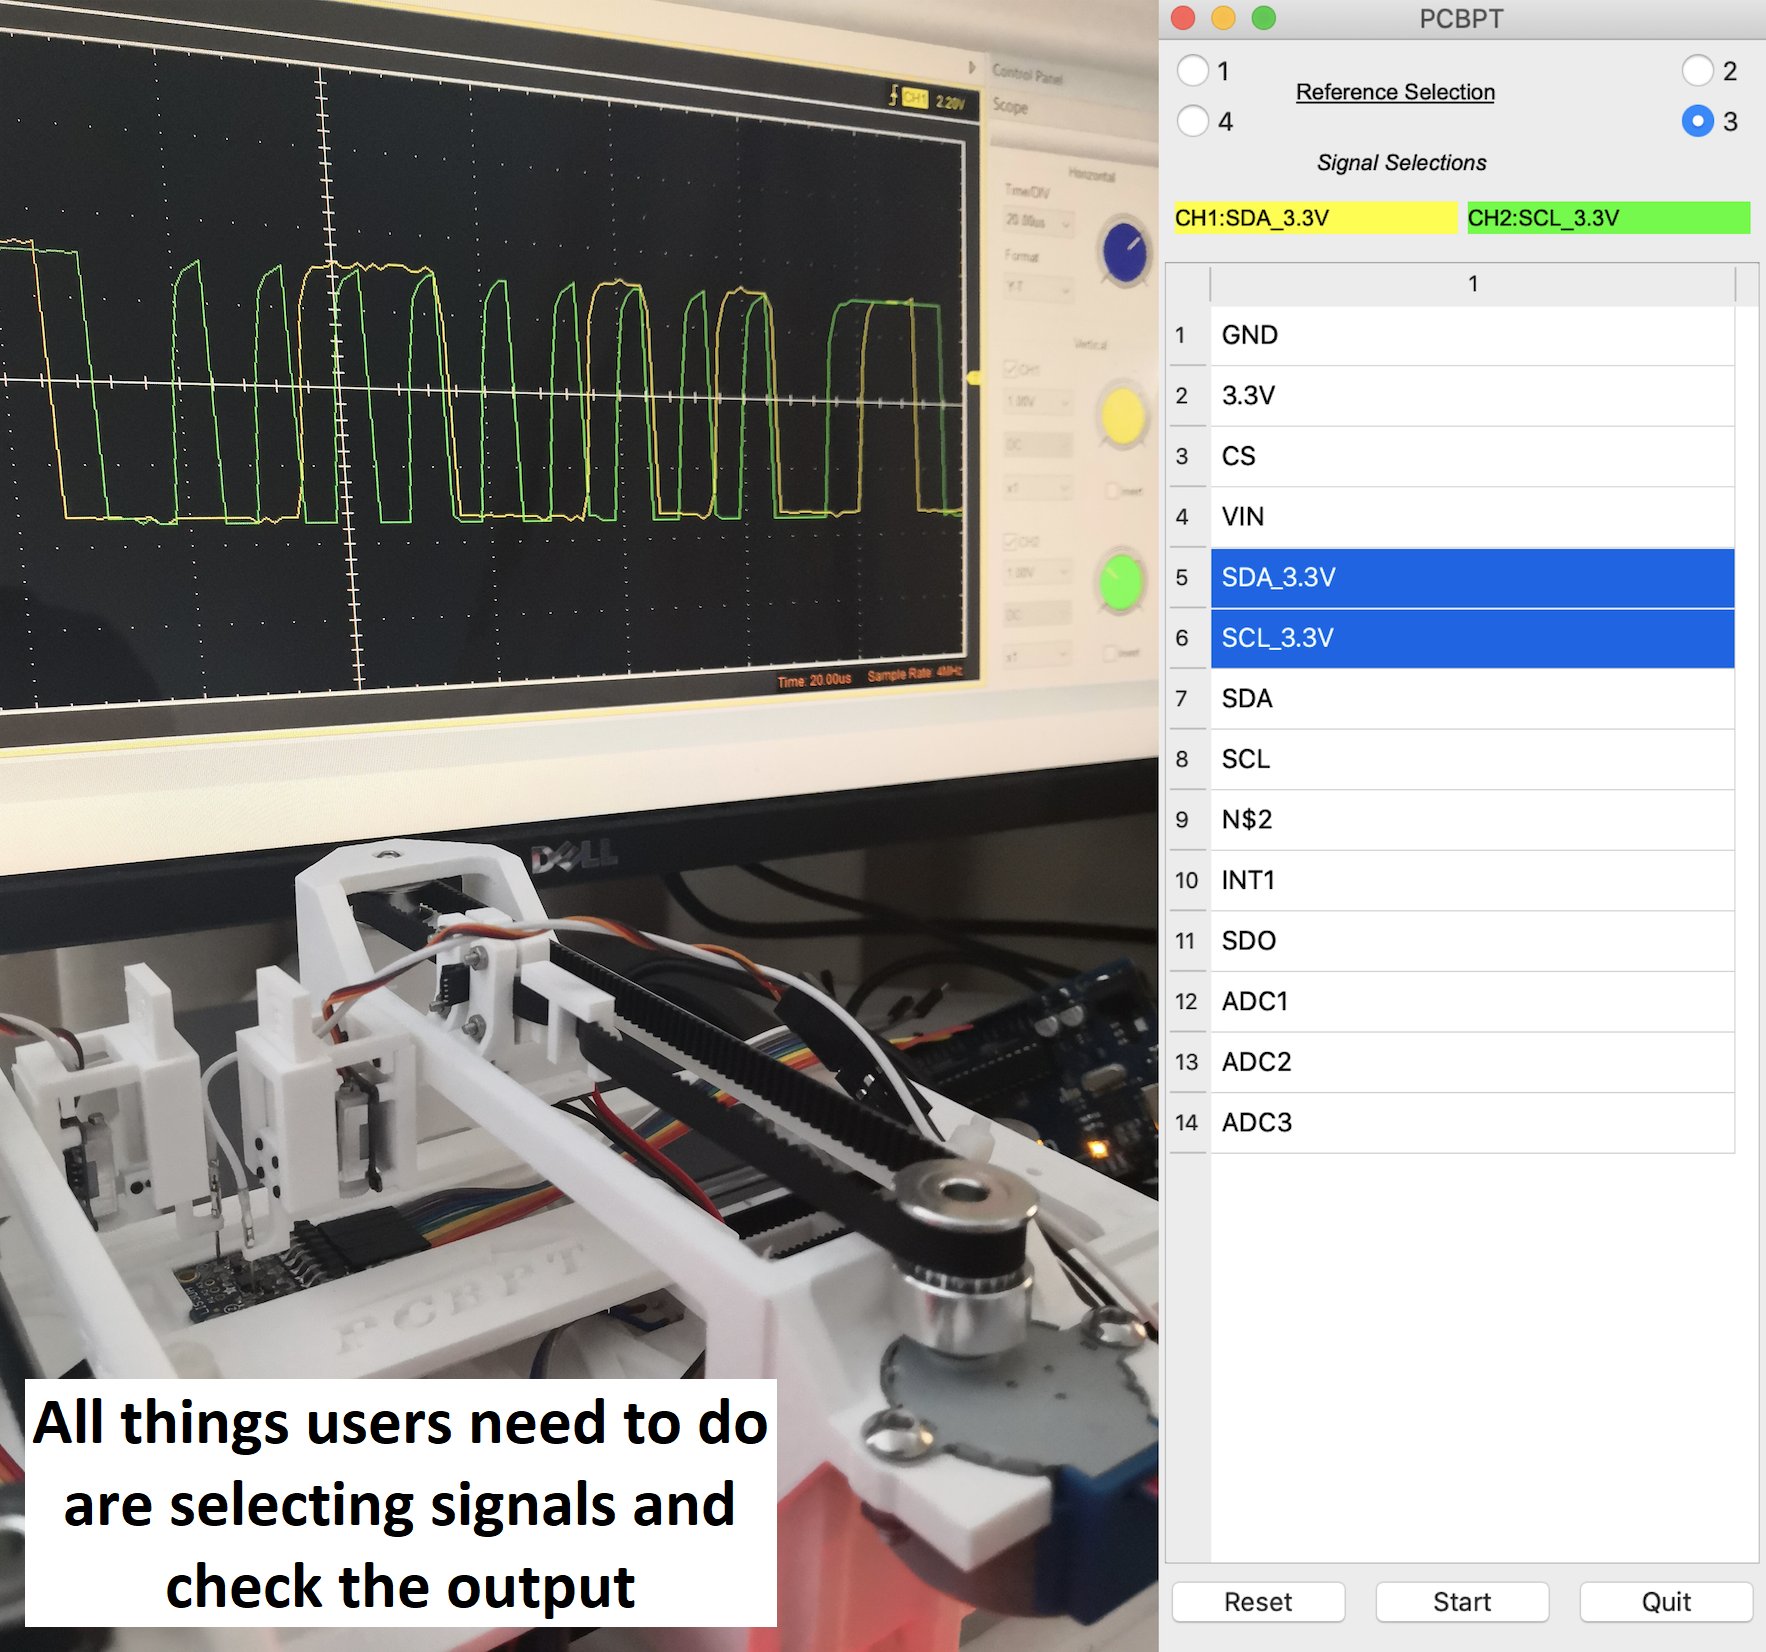 CH1 2.20V
Control Panel
Scope
Horizontal
Time/DIV
20.00us
Format
Y-T
Vertical
CH1
1.00V
DC
x1
Invert
CH2
1.00V
DC
x1
Invert
Time: 20.00us Sample Rate: 4MHz
DELL
PCBPT
All things users need to do
are selecting signals and
check the output
PCBPT
1
2
Reference Selection
4
3
Signal Selections
CH1:SDA_3.3V CH2:SCL_3.3V
1
1 GND
2 3.3V
3 CS
4 VIN
5 SDA_3.3V
6 SCL_3.3V
7 SDA
8 SCL
9 N$2
10 INT1
11 SDO
12 ADC1
13 ADC2
14 ADC3
Reset Start Quit